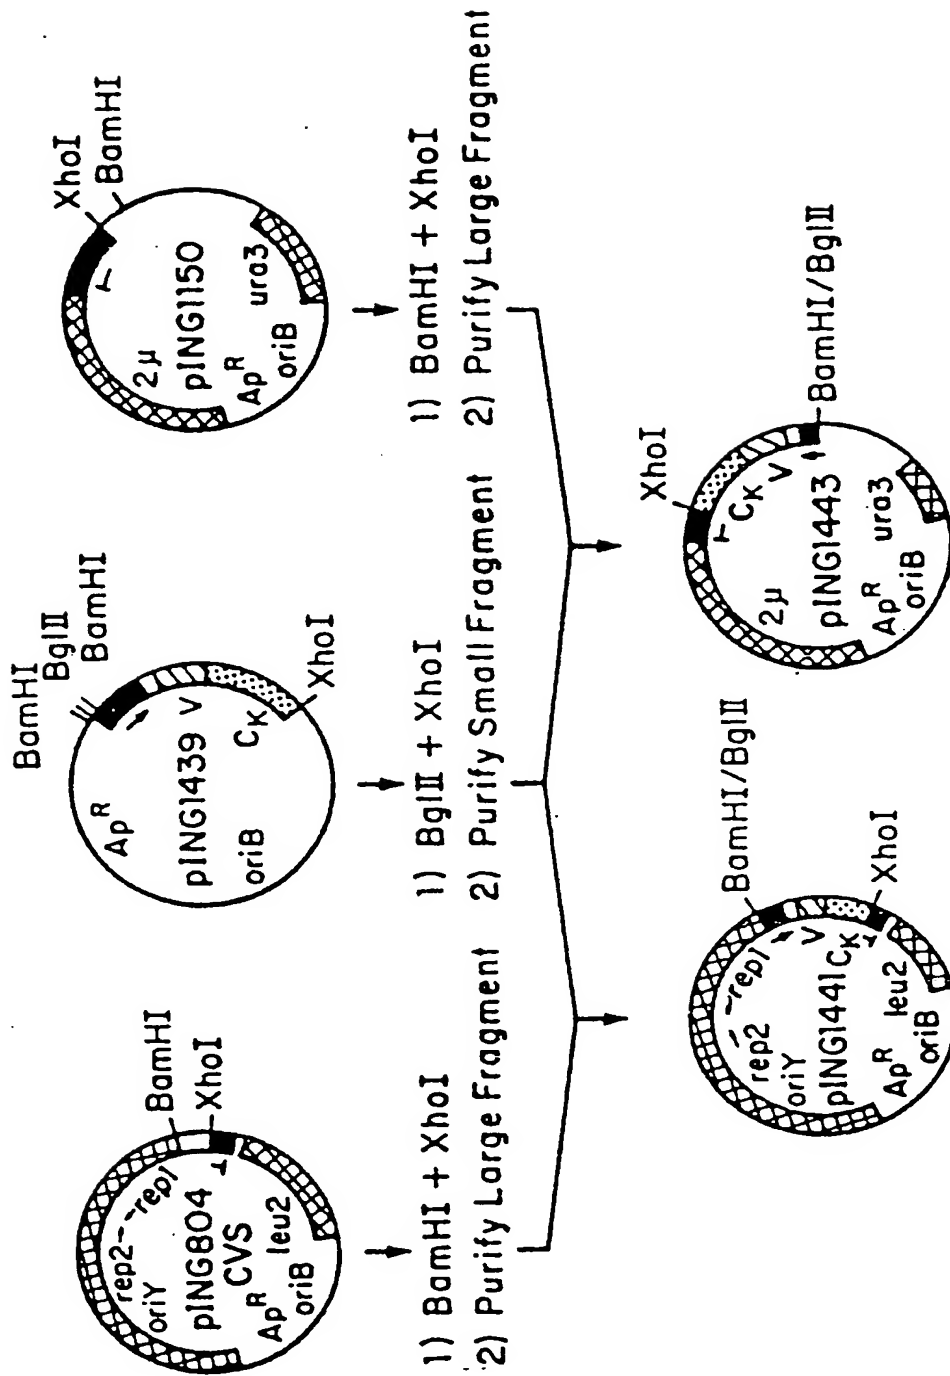 rep2
rep1
oriY
pING804
CVS
Ap^R
leu2
oriB
BamHI
XhoI
Ap^R
pING1439
V
Cκ
oriB
BamHI
BglII
BamHI
XhoI
2μ
pING1150
Ap^R
ura3
oriB
XhoI
BamHI
1) BamHI + XhoI
2) Purify Large Fragment
1) BglII + XhoI
2) Purify Small Fragment
1) BamHI + XhoI
2) Purify Large Fragment
rep2
rep1
oriY
V
pING1441
Cκ
Ap^R
leu2
oriB
BamHI/BglII
XhoI
XhoI
Cκ
2μ
V
pING1443
Ap^R
ura3
oriB
BamHI/BglII